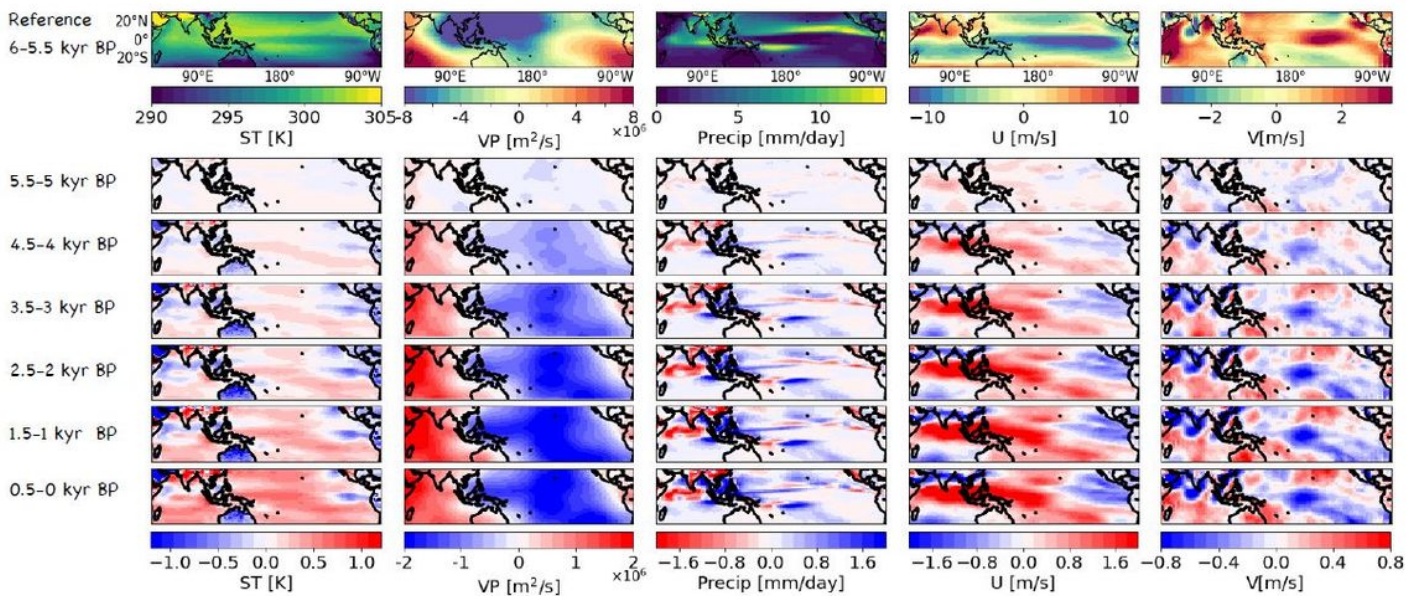 Reference
6-5.5 kyr BP
20°N
0°
20°S
90°E 180° 90°W 90°E 180° 90°W 90°E 180° 90°W 90°E 180° 90°W 90°E 180° 90°W
290 295 300 305
ST [K]
-8 -4 0 4 8
×10⁶
VP [m²/s]
0 5 10
Precip [mm/day]
-10 0 10
U [m/s]
-2 0 2
V[m/s]
5.5-5 kyr BP
4.5-4 kyr BP
3.5-3 kyr BP
2.5-2 kyr BP
1.5-1 kyr BP
0.5-0 kyr BP
-1.0 -0.5 0.0 0.5 1.0
ST [K]
-2 -1 0 1 2
×10⁶
VP [m²/s]
-1.6 -0.8 0.0 0.8 1.6
Precip [mm/day]
-1.6 -0.8 0.0 0.8 1.6
U [m/s]
-0.8 -0.4 0.0 0.4 0.8
V[m/s]